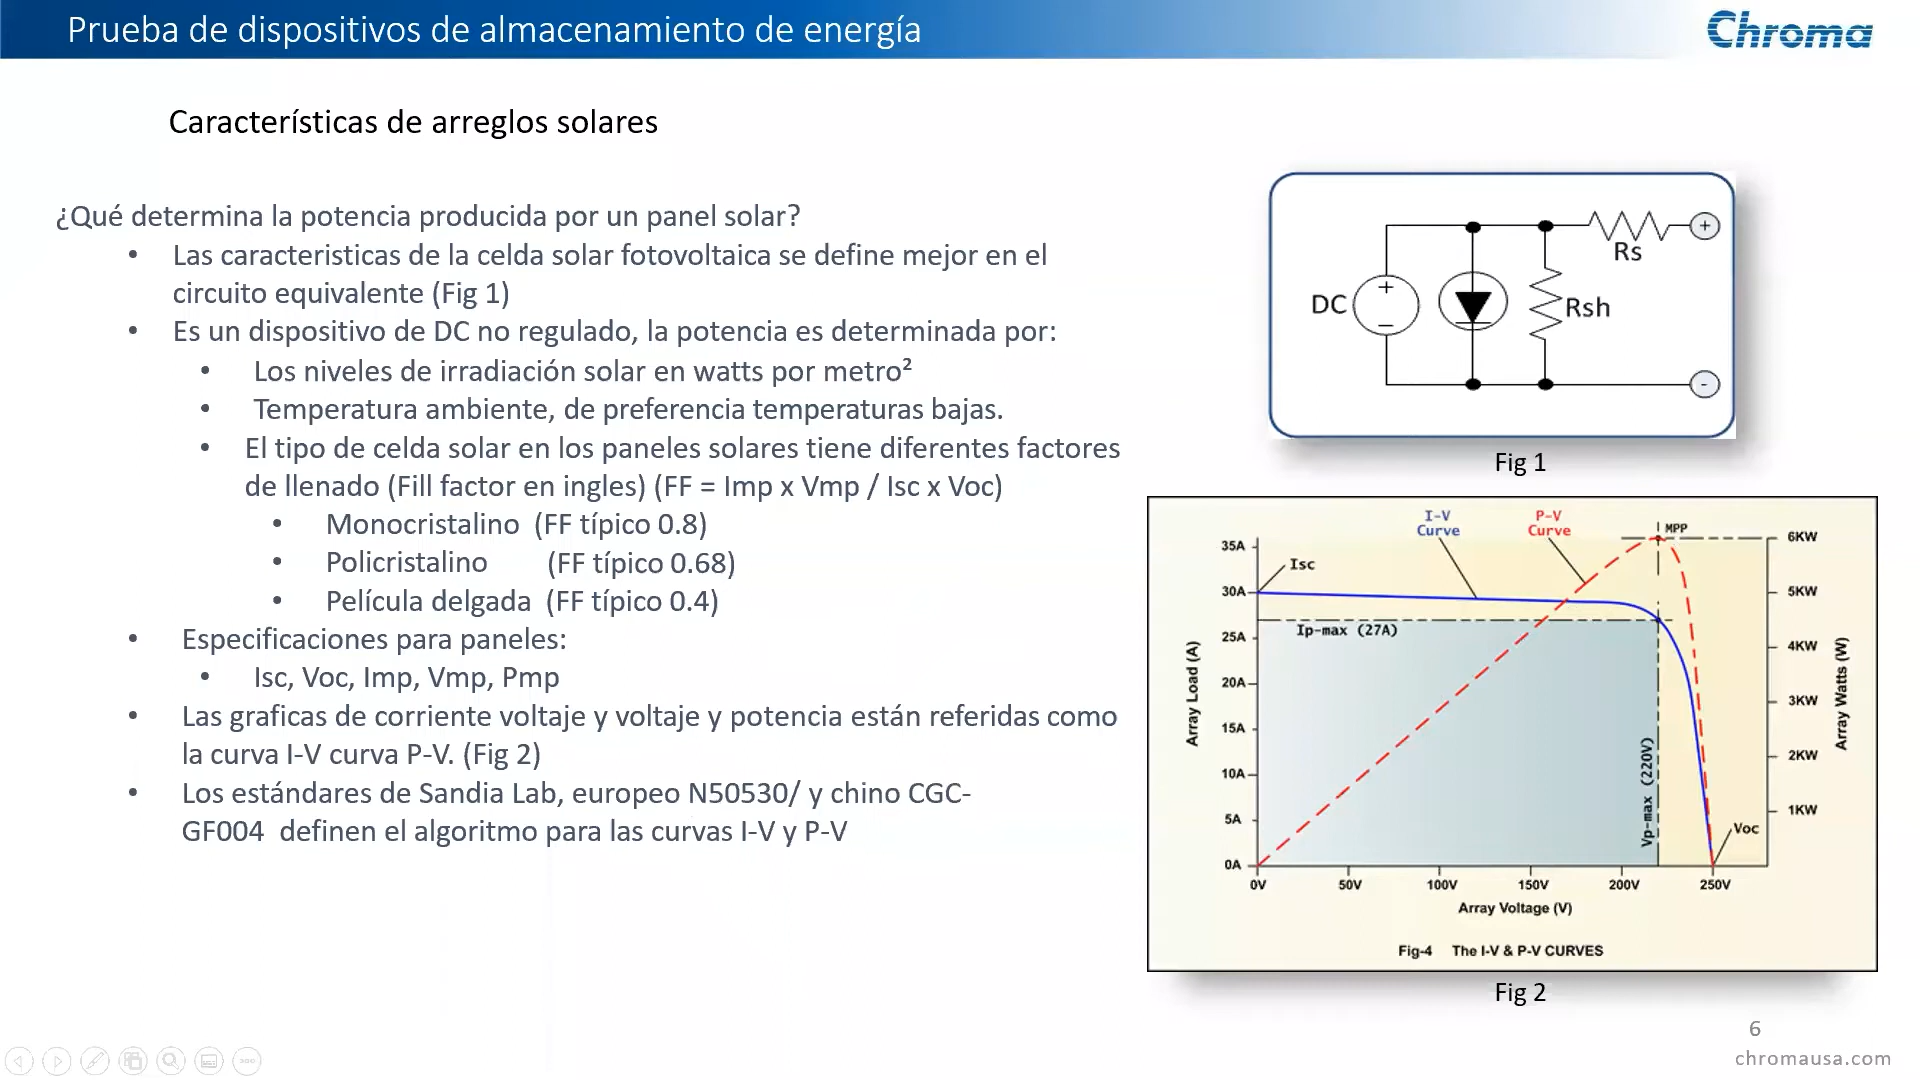 Prueba de dispositivos de almacenamiento de energía
Chroma
Características de arreglos solares
¿Qué determina la potencia producida por un panel solar?
• Las caracteristicas de la celda solar fotovoltaica se define mejor en el
circuito equivalente (Fig 1)
• Es un dispositivo de DC no regulado, la potencia es determinada por:
• Los niveles de irradiación solar en watts por metro²
• Temperatura ambiente, de preferencia temperaturas bajas.
• El tipo de celda solar en los paneles solares tiene diferentes factores
de llenado (Fill factor en ingles) (FF = Imp x Vmp / Isc x Voc)
• Monocristalino (FF típico 0.8)
• Policristalino (FF típico 0.68)
• Película delgada (FF típico 0.4)
• Especificaciones para paneles:
• Isc, Voc, Imp, Vmp, Pmp
• Las graficas de corriente voltaje y voltaje y potencia están referidas como
la curva I-V curva P-V. (Fig 2)
• Los estándares de Sandia Lab, europeo N50530/ y chino CGC-
GF004 definen el algoritmo para las curvas I-V y P-V
+
Rs
DC
+
−
Rsh
-
Fig 1
I-V
Curve
P-V
Curve
MPP
35A
30A
25A
20A
15A
10A
5A
0A
Array Load (A)
Isc
Ip-max (27A)
Vp-max (220V)
Voc
6KW
5KW
4KW
3KW
2KW
1KW
Array Watts (W)
0V 50V 100V 150V 200V 250V
Array Voltage (V)
Fig-4 The I-V & P-V CURVES
Fig 2
6
chromausa.com